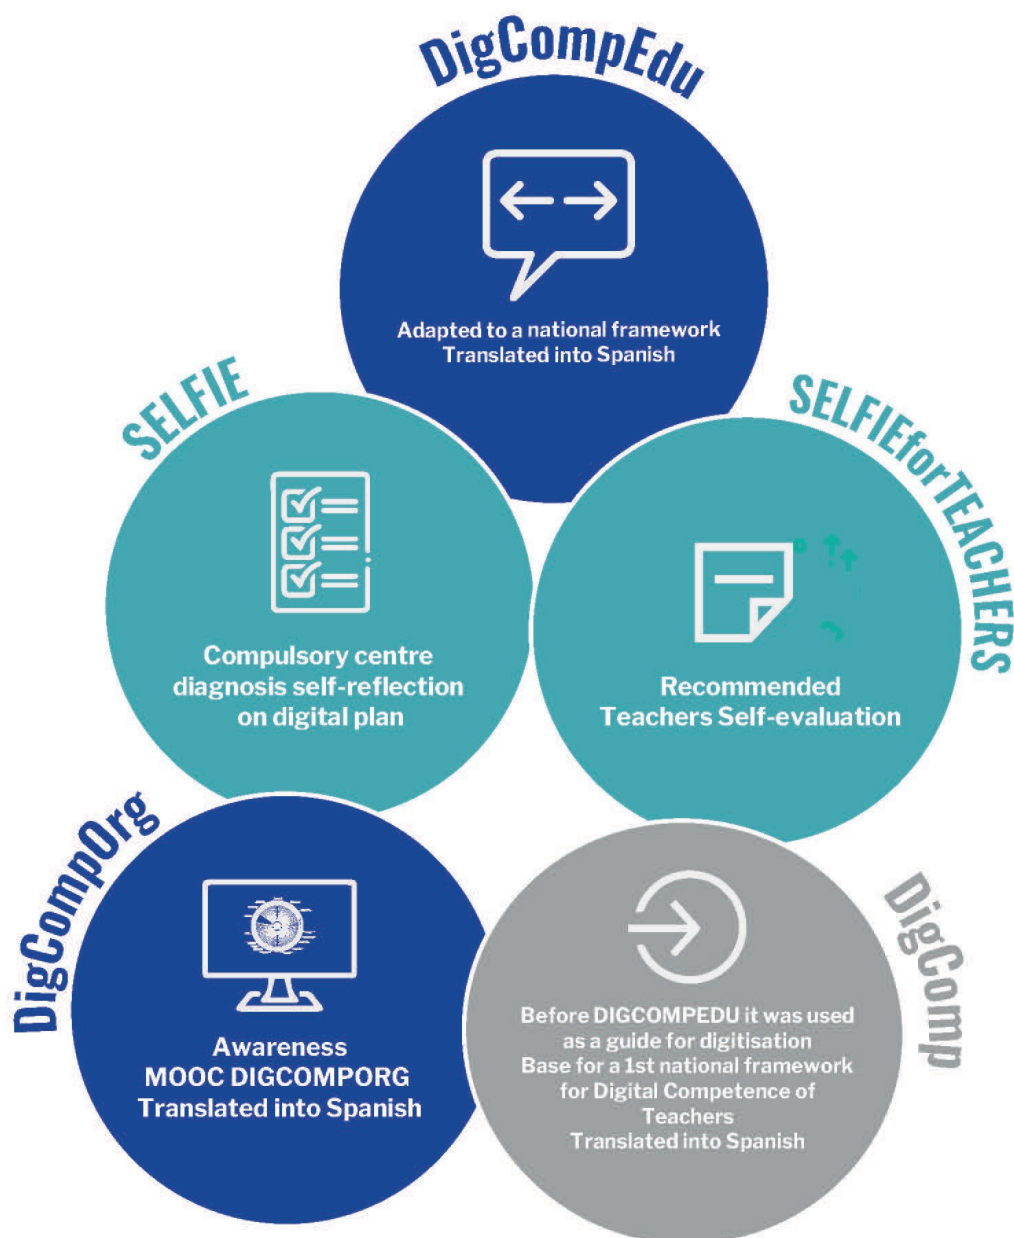 DigCompEdu
Adapted to a national framework
Translated into Spanish
SELFIE
Compulsory centre
diagnosis self-reflection
on digital plan
SELFIEforTEACHERS
Recommended
Teachers Self-evaluation
DigCompOrg
Awareness
MOOC DIGCOMPORG
Translated into Spanish
DigComp
Before DIGCOMPEDU it was used
as a guide for digitisation
Base for a 1st national framework
for Digital Competence of
Teachers
Translated into Spanish